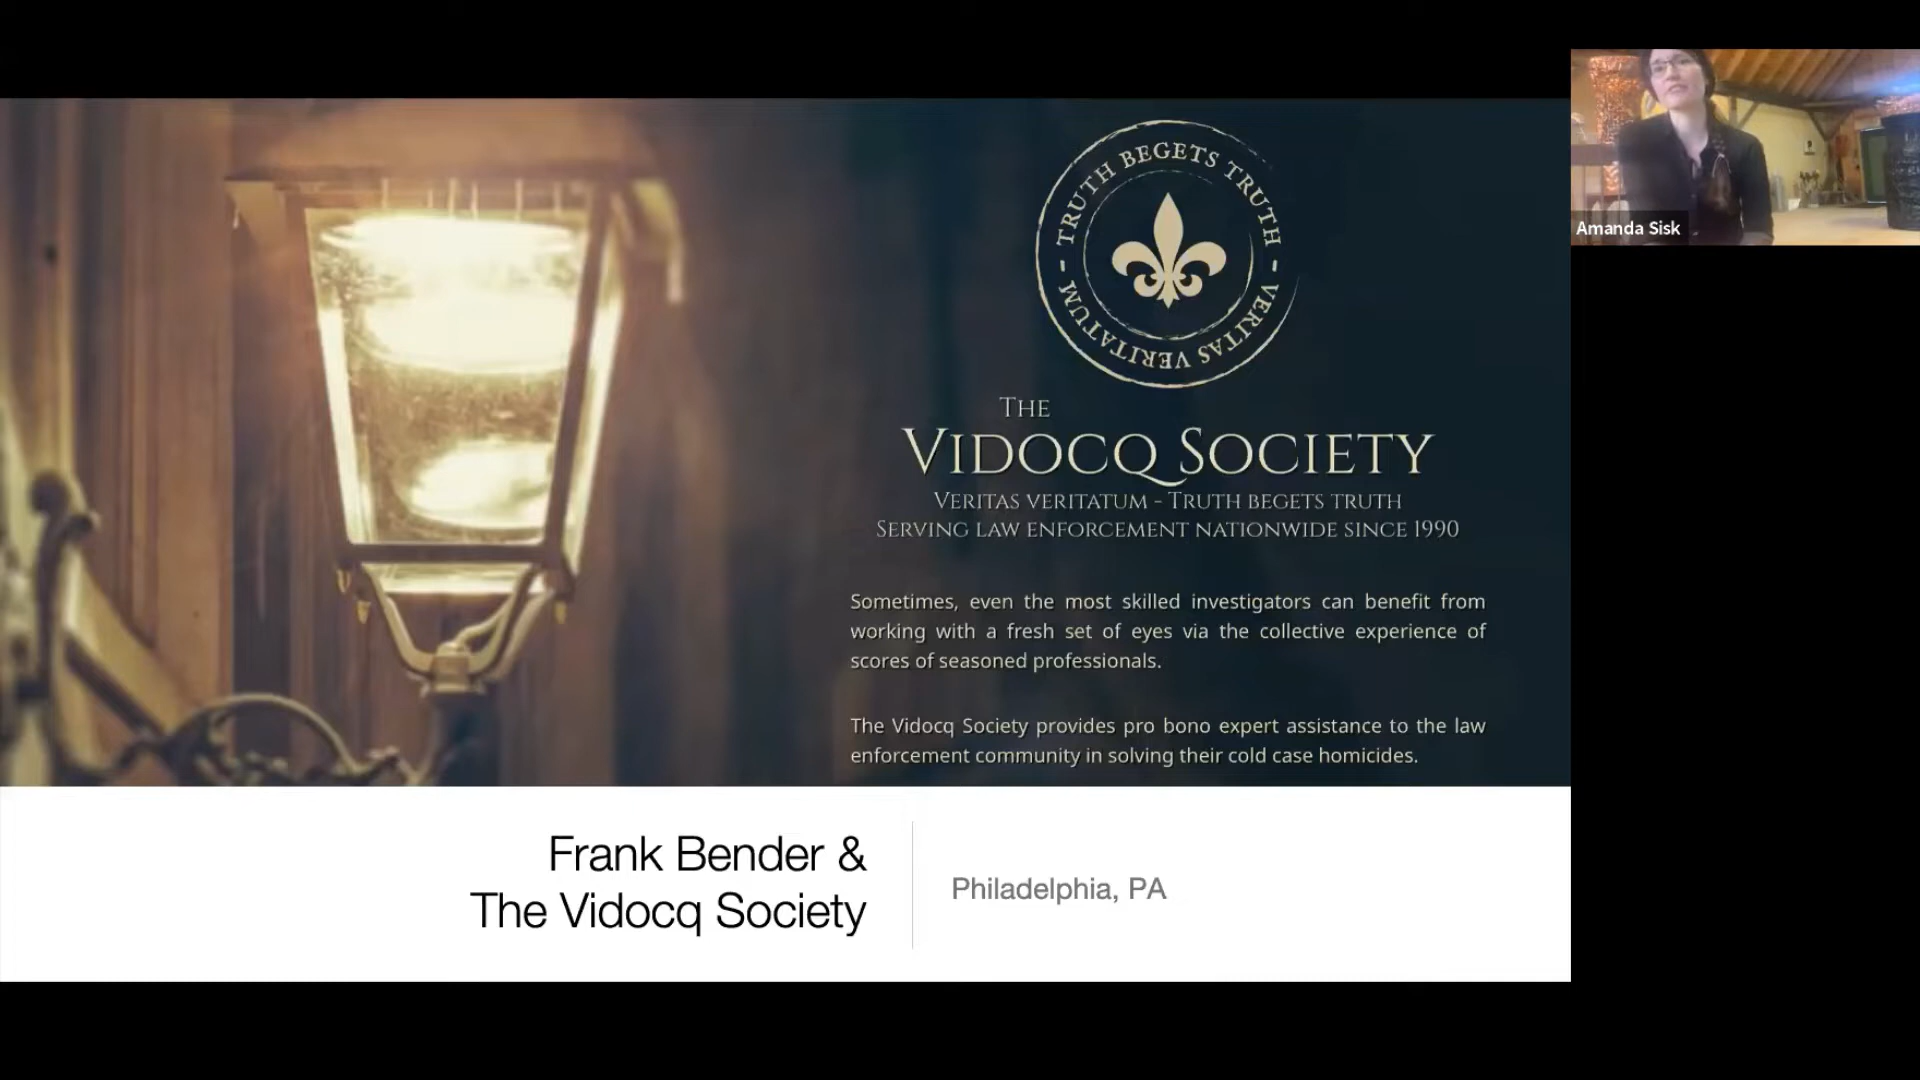 - TRUTH BEGETS TRUTH - VERITAS VERITATUM
THE
VIDOCQ SOCIETY
VERITAS VERITATUM - TRUTH BEGETS TRUTH
SERVING LAW ENFORCEMENT NATIONWIDE SINCE 1990
Sometimes, even the most skilled investigators can benefit from
working with a fresh set of eyes via the collective experience of
scores of seasoned professionals.
The Vidocq Society provides pro bono expert assistance to the law
enforcement community in solving their cold case homicides.
Frank Bender &
The Vidocq Society
Philadelphia, PA
Amanda Sisk